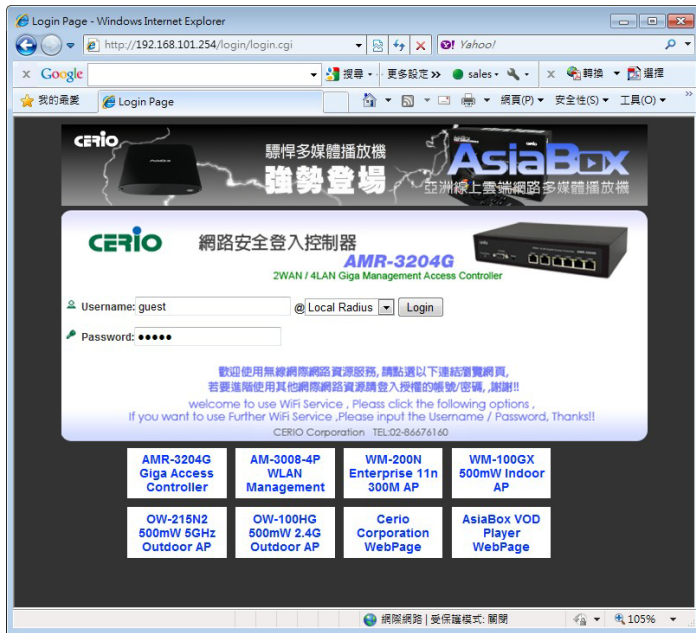 Login Page - Windows Internet Explorer
http://192.168.101.254/login/login.cgi
Yahoo!
x Google 搜尋 更多設定 >> sales x 轉換 選擇
我的最愛 Login Page 網頁(P) 安全性(S) 工具(O) >>
CERIO
驃悍多媒體播放機
強勢登場
AsiaBOX
亞洲線上雲端網路多媒體播放機
CERIO 網路安全登入控制器
AMR-3204G
2WAN / 4LAN Giga Management Access Controller
Username: guest @ Local Radius Login
Password: •••••
歡迎使用無線網際網路資源服務, 請點選以下連結瀏覽網頁,
若要進階使用其他網際網路資源請登入授權的帳號/密碼, ,謝謝!!
welcome to use WiFi Service , Pleass click the following options ,
If you want to use Further WiFi Service ,Please input the Username / Password, Thanks!!
CERIO Corporation TEL:02-86676160
AMR-3204G
Giga Access
Controller
AM-3008-4P
WLAN
Management
WM-200N
Enterprise 11n
300M AP
WM-100GX
500mW Indoor
AP
OW-215N2
500mW 5GHz
Outdoor AP
OW-100HG
500mW 2.4G
Outdoor AP
Cerio
Corporation
WebPage
AsiaBox VOD
Player
WebPage
網際網路 | 受保護模式: 關閉 105%